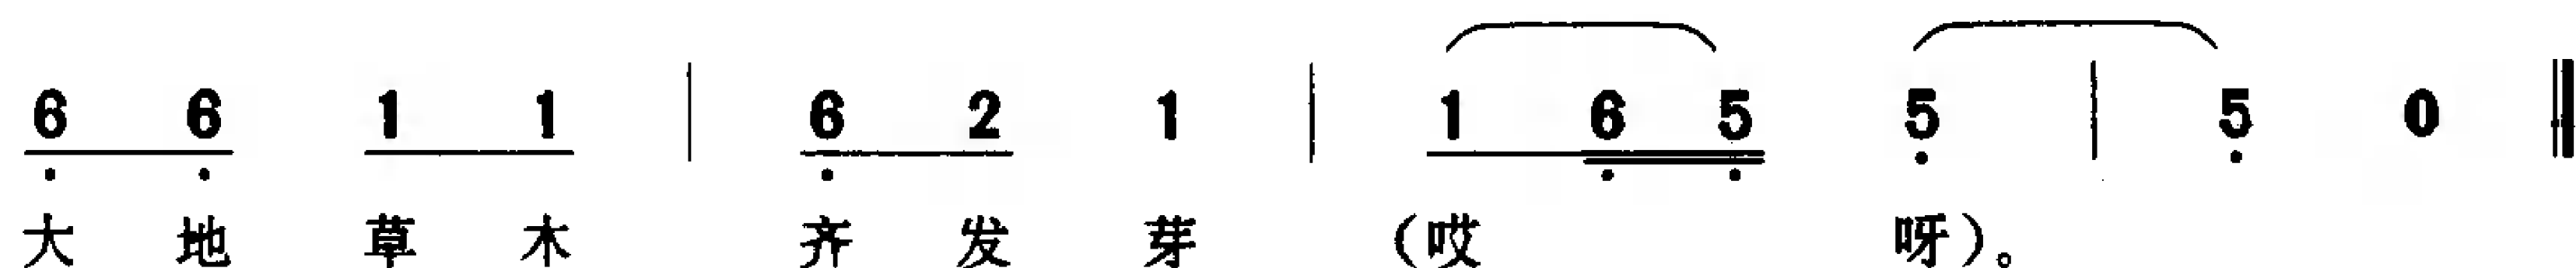 6 6 1 1 | 6 2 1 | 1 6 5 5 | 5 0 ‖
大地草木 齐发芽 (哎 呀)。